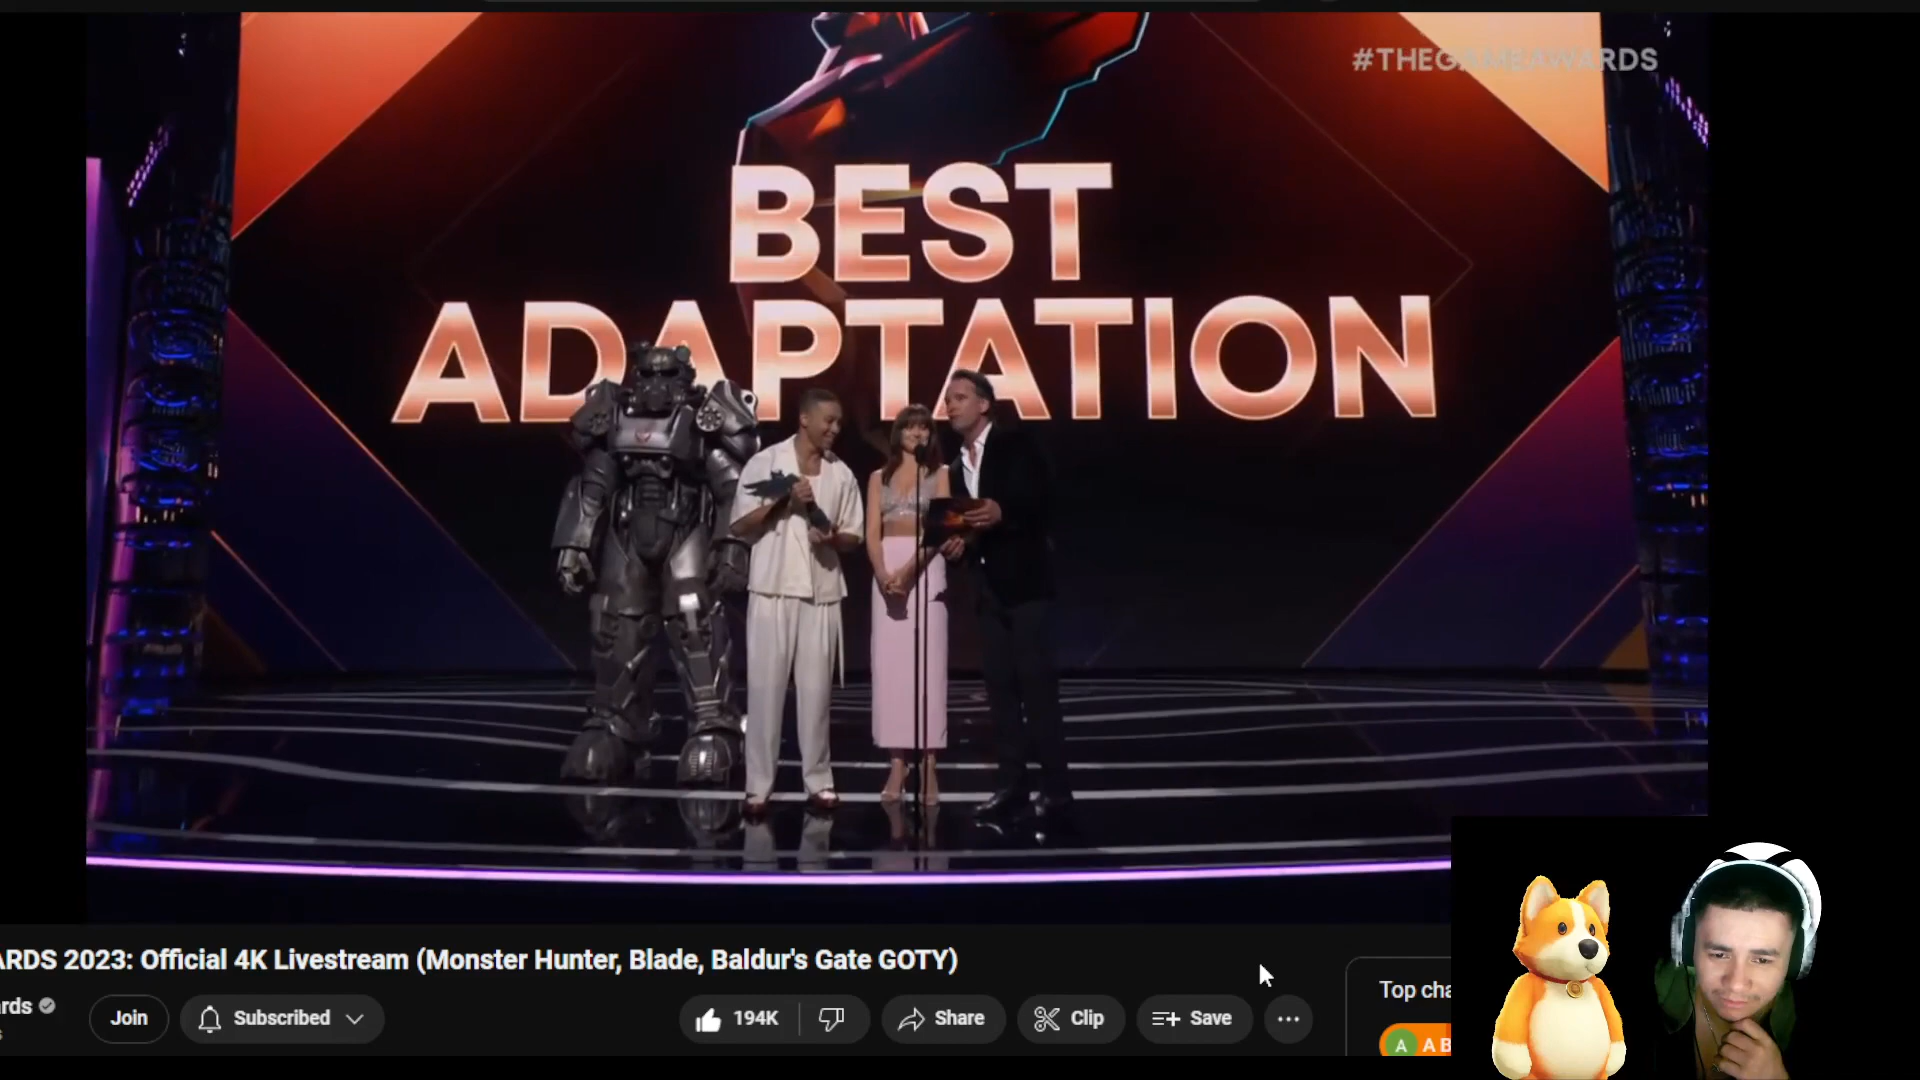 #THEGAMEAWARDS
BEST
ADAPTATION
ARDS 2023: Official 4K Livestream (Monster Hunter, Blade, Baldur's Gate GOTY)
rds
Join
Subscribed
194K
Share
Clip
Save
Top cha
A
A B